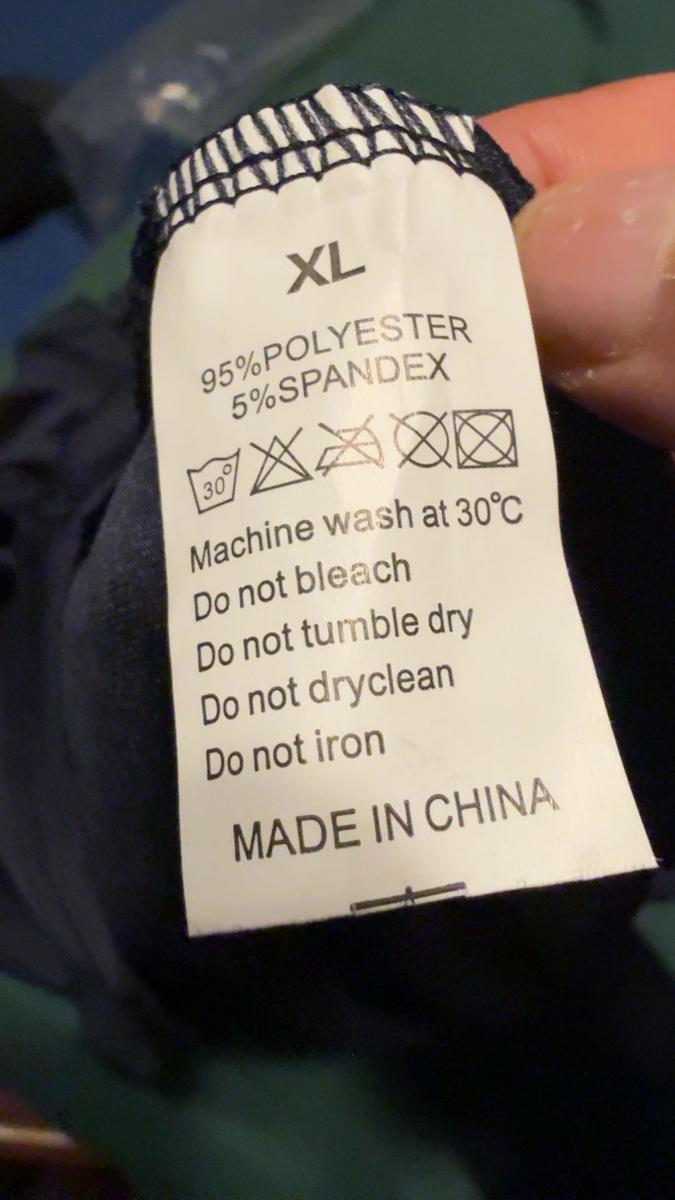 XL
95%POLYESTER
5%SPANDEX
30°
Machine wash at 30°C
Do not bleach
Do not tumble dry
Do not dryclean
Do not iron
MADE IN CHINA